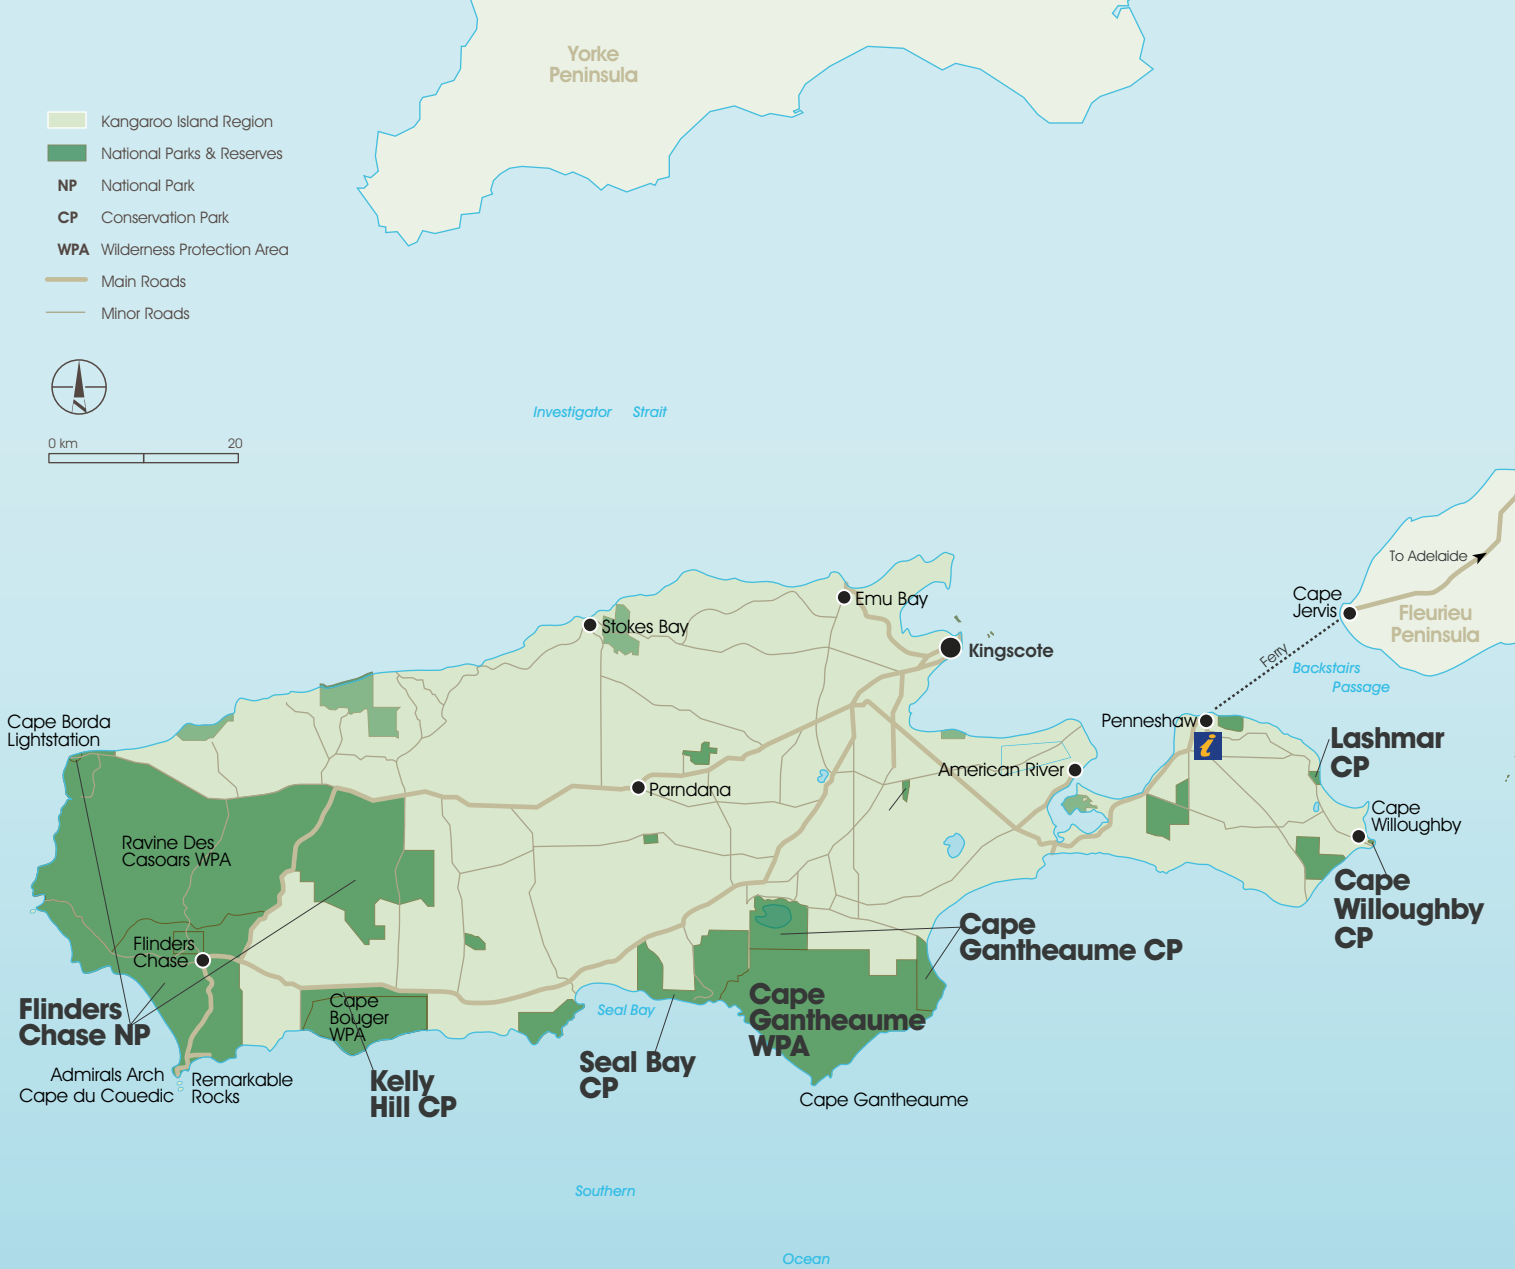 Yorke
Peninsula
Kangaroo Island Region
National Parks & Reserves
NP National Park
CP Conservation Park
WPA Wilderness Protection Area
Main Roads
Minor Roads
0 km 20
Investigator Strait
To Adelaide
Cape
Jervis
Fleurieu
Peninsula
Ferry
Backstairs
Passage
Emu Bay
Stokes Bay
Kingscote
Cape Borda
Lightstation
Penneshaw
i
Lashmar
CP
American River
Parndana
Cape
Willoughby
Ravine Des
Casoars WPA
Cape
Willoughby
CP
Flinders
Chase
Cape
Gantheaume CP
Flinders
Chase NP
Cape
Bouger
WPA
Seal Bay
Cape
Gantheaume
WPA
Seal Bay
CP
Admirals Arch
Cape du Couedic
Remarkable
Rocks
Kelly
Hill CP
Cape Gantheaume
Southern
Ocean